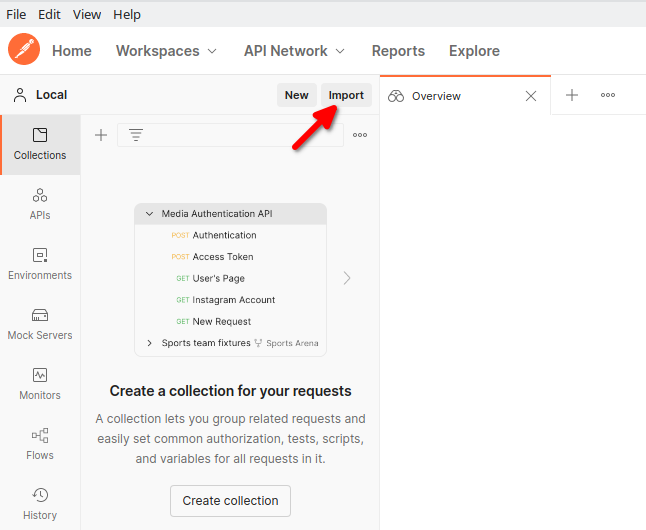 File Edit View Help
Home Workspaces API Network Reports Explore
Local New Import
Overview
Collections
APIs
Environments
Mock Servers
Monitors
Flows
History
Media Authentication API
POST Authentication
POST Access Token
GET User's Page
GET Instagram Account
GET New Request
Sports team fixtures Sports Arena
Create a collection for your requests
A collection lets you group related requests and
easily set common authorization, tests, scripts,
and variables for all requests in it.
Create collection